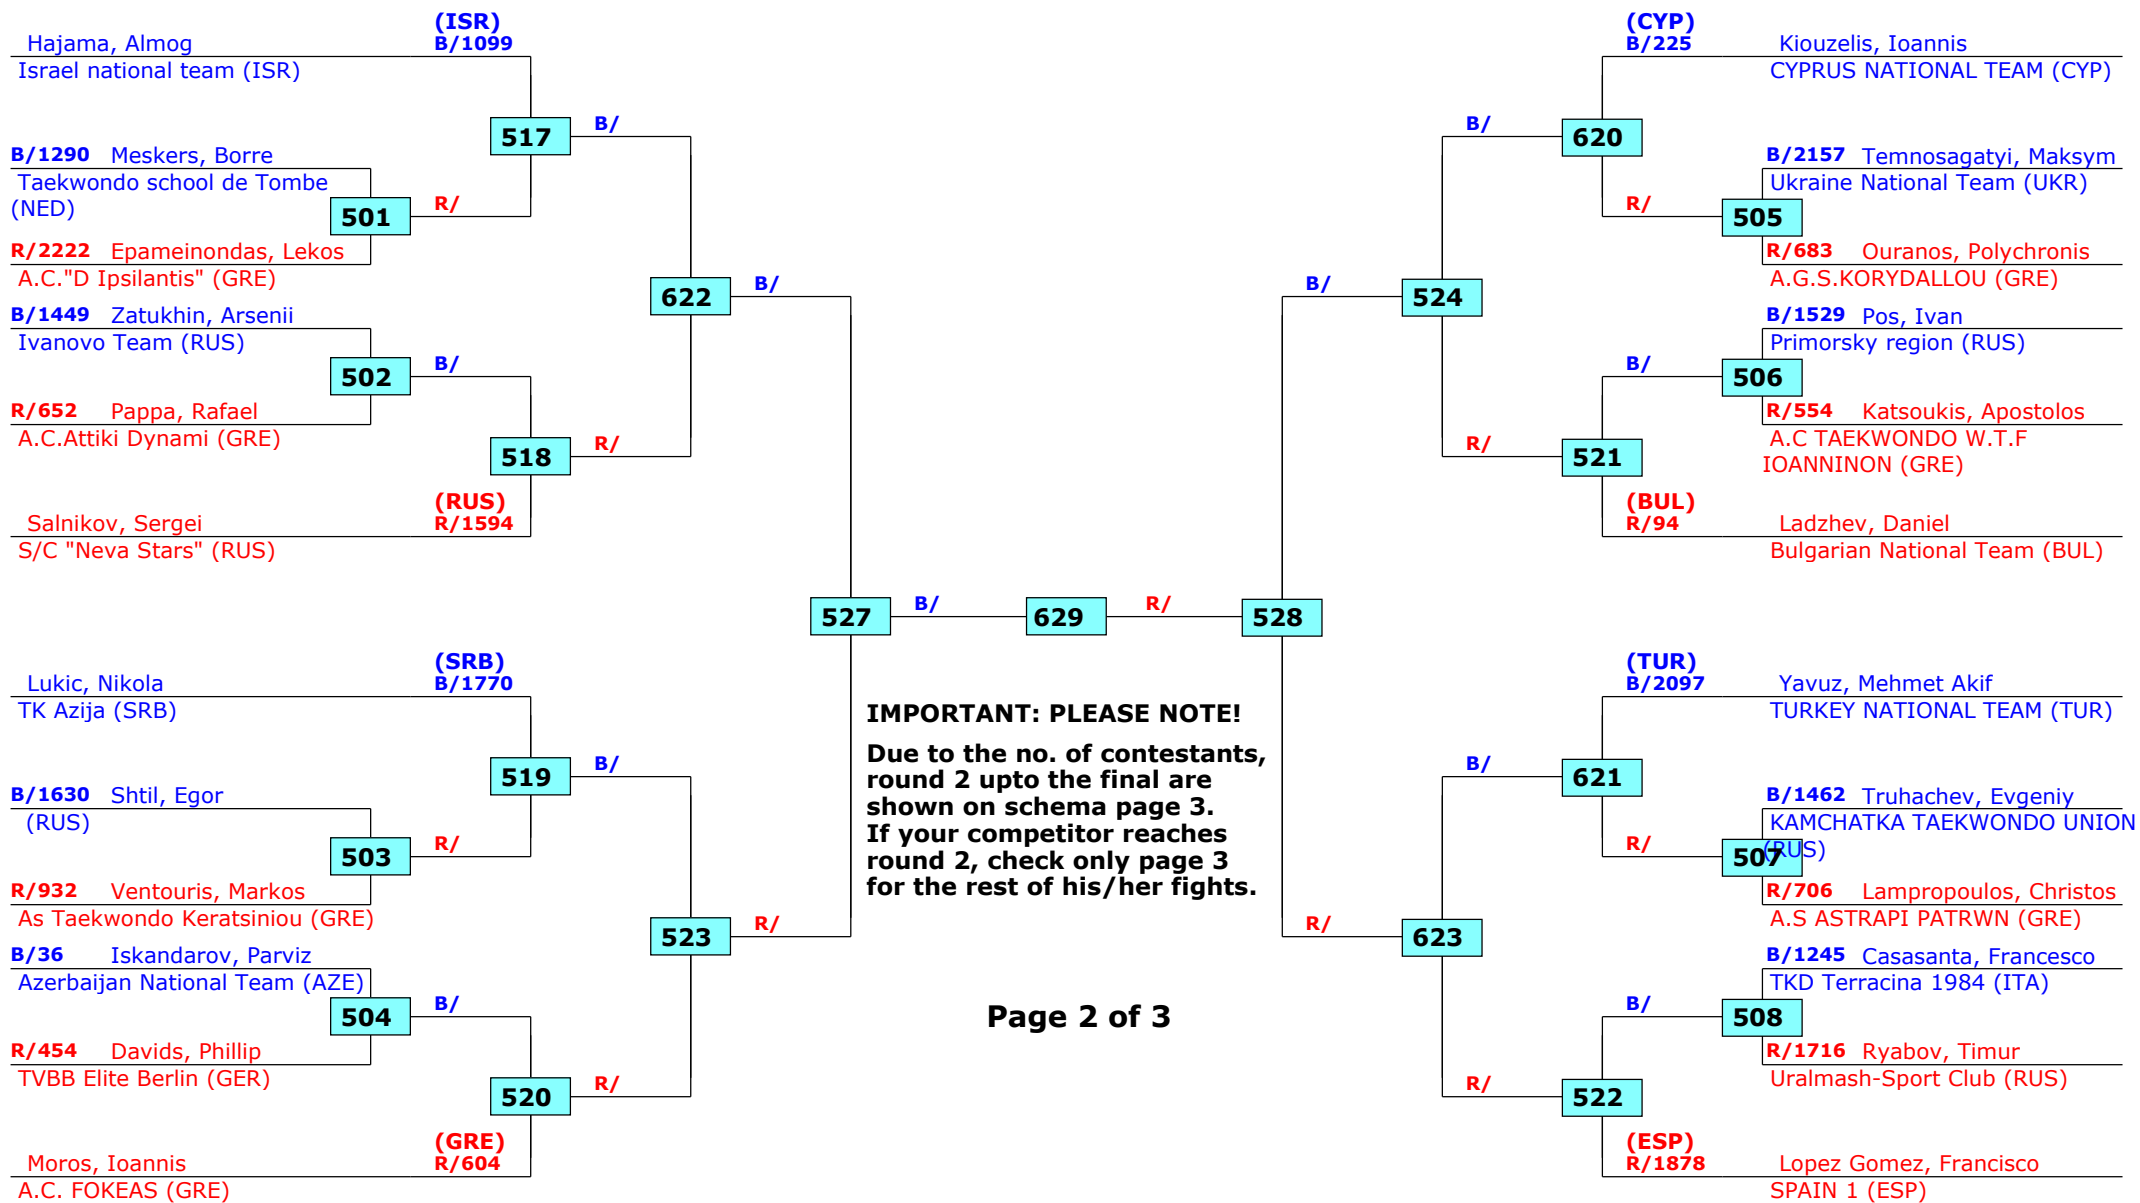 (ISR)
Hajama, Almog
B/1099
Israel national team (ISR)
517
B/
B/1290 Meskers, Borre
Taekwondo school de Tombe
(NED)
501
R/
R/2222 Epameinondas, Lekos
A.C."D Ipsilantis" (GRE)
622
B/
B/1449 Zatukhin, Arsenii
Ivanovo Team (RUS)
502
B/
R/652 Pappa, Rafael
A.C.Attiki Dynami (GRE)
518
R/
(RUS)
Salnikov, Sergei
R/1594
S/C "Neva Stars" (RUS)
527
B/
629
R/
528
(SRB)
Lukic, Nikola
B/1770
TK Azija (SRB)
519
B/
B/1630 Shtil, Egor
(RUS)
503
R/
R/932 Ventouris, Markos
As Taekwondo Keratsiniou (GRE)
523
R/
B/36 Iskandarov, Parviz
Azerbaijan National Team (AZE)
504
B/
R/454 Davids, Phillip
TVBB Elite Berlin (GER)
520
R/
(GRE)
Moros, Ioannis
R/604
A.C. FOKEAS (GRE)
IMPORTANT: PLEASE NOTE!
Due to the no. of contestants,
round 2 upto the final are
shown on schema page 3.
If your competitor reaches
round 2, check only page 3
for the rest of his/her fights.
Page 2 of 3
(CYP)
B/225
Kiouzelis, Ioannis
CYPRUS NATIONAL TEAM (CYP)
B/
620
B/2157 Temnosagatyi, Maksym
Ukraine National Team (UKR)
R/
505
R/683 Ouranos, Polychronis
A.G.S.KORYDALLOU (GRE)
B/
524
B/1529 Pos, Ivan
Primorsky region (RUS)
B/
506
R/554 Katsoukis, Apostolos
A.C TAEKWONDO W.T.F
IOANNINON (GRE)
R/
521
(BUL)
R/94
Ladzhev, Daniel
Bulgarian National Team (BUL)
(TUR)
B/2097
Yavuz, Mehmet Akif
TURKEY NATIONAL TEAM (TUR)
B/
621
B/1462 Truhachev, Evgeniy
KAMCHATKA TAEKWONDO UNION
(RUS)
R/
507
R/706 Lampropoulos, Christos
A.S ASTRAPI PATRWN (GRE)
R/
623
B/1245 Casasanta, Francesco
TKD Terracina 1984 (ITA)
B/
508
R/1716 Ryabov, Timur
Uralmash-Sport Club (RUS)
R/
522
(ESP)
R/1878
Lopez Gomez, Francisco
SPAIN 1 (ESP)